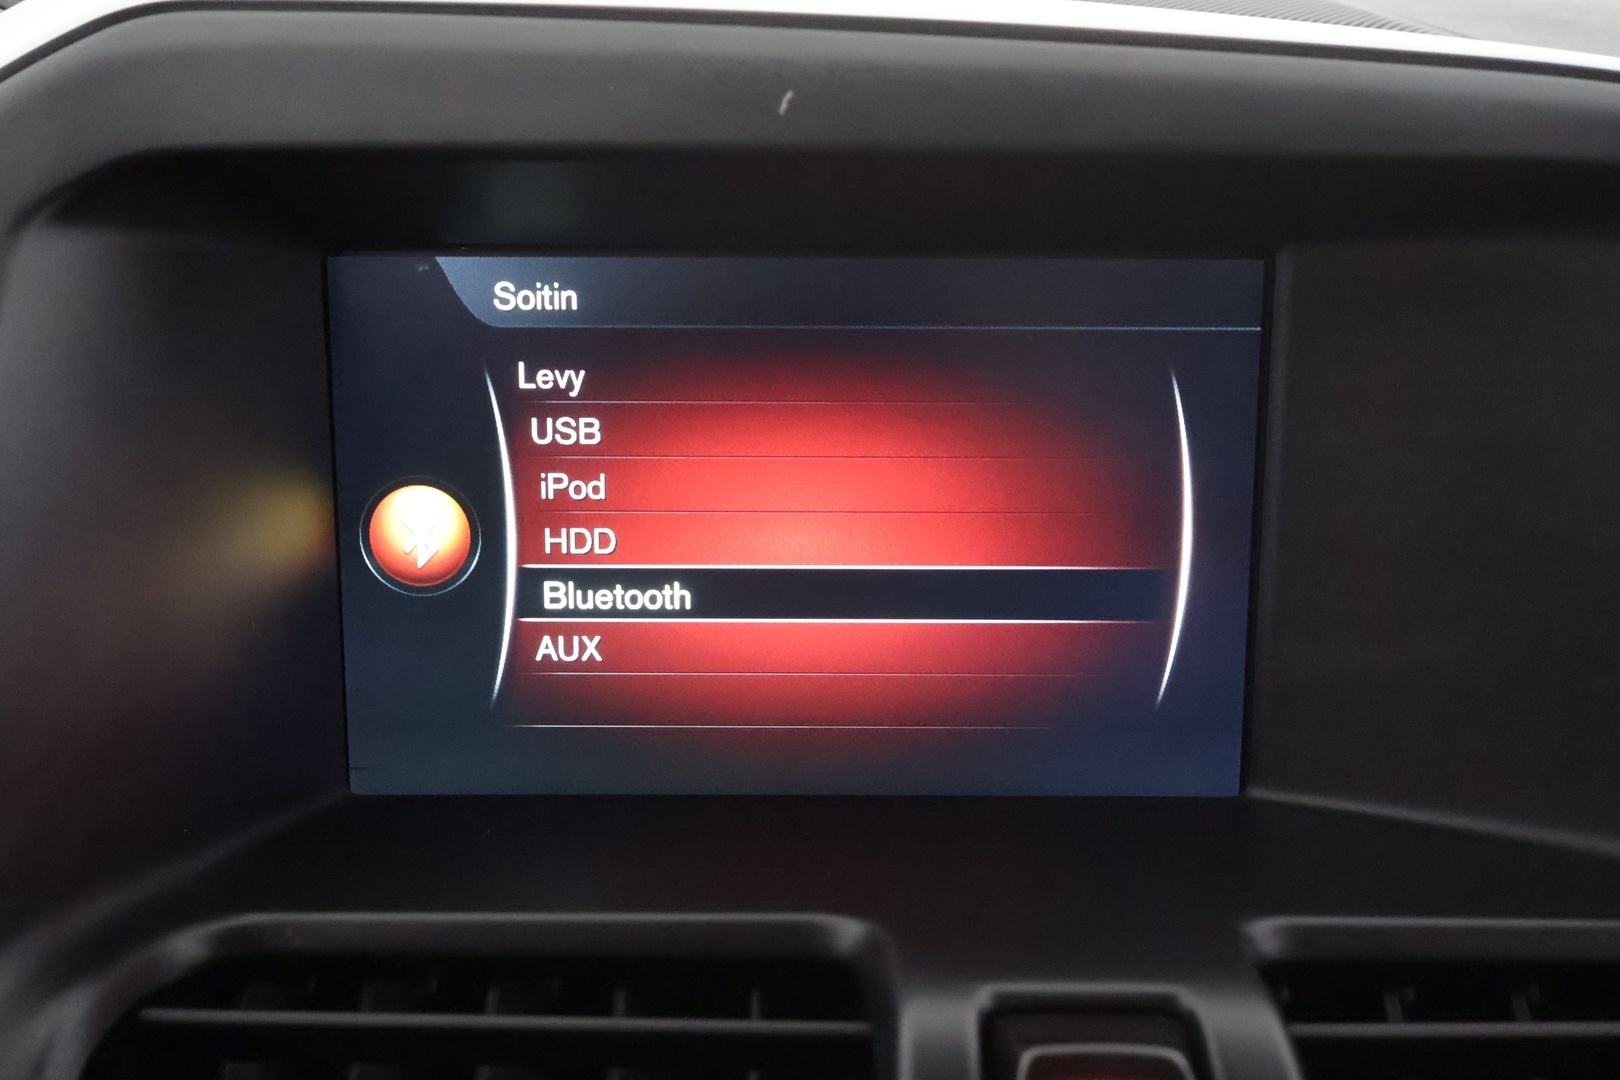 Soitin
Levy
USB
iPod
HDD
Bluetooth
AUX